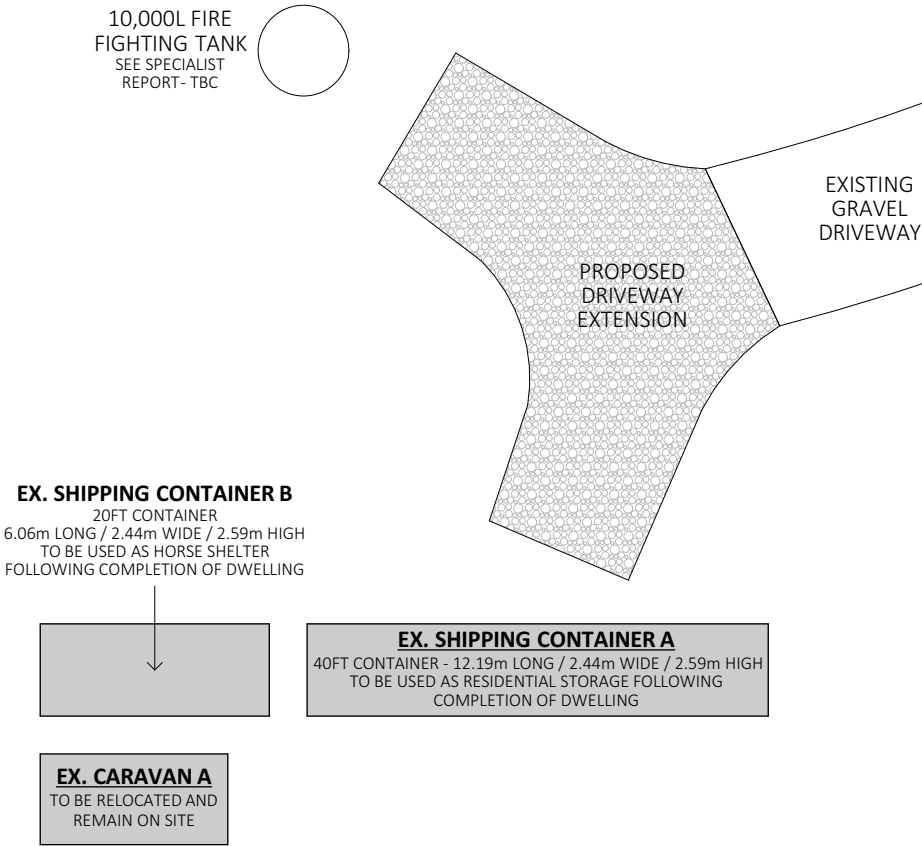 10,000L FIRE
FIGHTING TANK
SEE SPECIALIST
REPORT- TBC
EXISTING
GRAVEL
DRIVEWAY
PROPOSED
DRIVEWAY
EXTENSION
EX. SHIPPING CONTAINER B
20FT CONTAINER
6.06m LONG / 2.44m WIDE / 2.59m HIGH
TO BE USED AS HORSE SHELTER
FOLLOWING COMPLETION OF DWELLING
EX. SHIPPING CONTAINER A
40FT CONTAINER - 12.19m LONG / 2.44m WIDE / 2.59m HIGH
TO BE USED AS RESIDENTIAL STORAGE FOLLOWING
COMPLETION OF DWELLING
EX. CARAVAN A
TO BE RELOCATED AND
REMAIN ON SITE